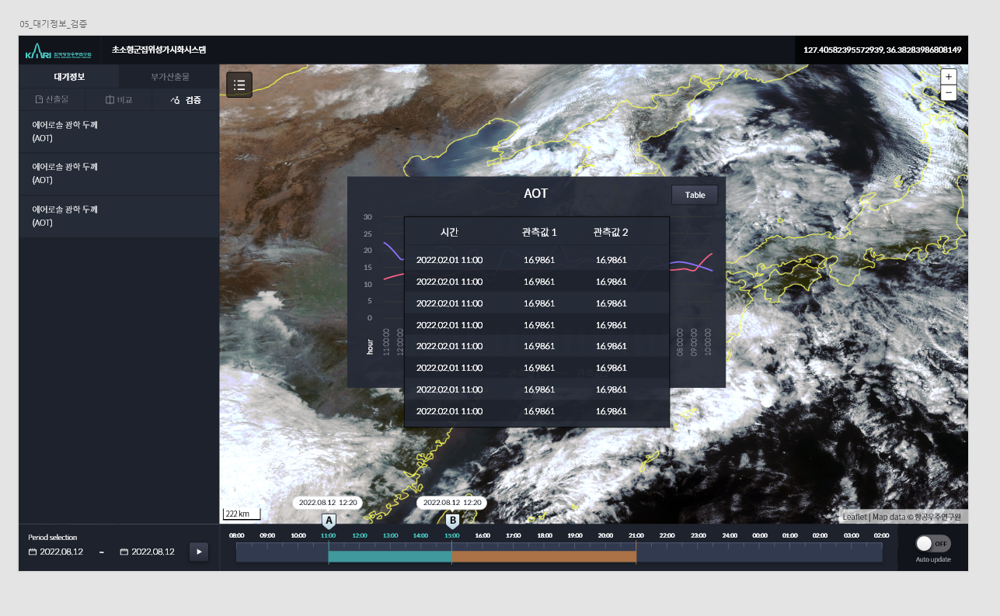 05_대기정보_검증
KARI 한국항공우주연구원
초소형군집위성가시화시스템
127.40582395572939, 36.38283986808149
대기정보 부가산출물
산출물 비교 검증
에어로솔 광학 두께
(AOT)
에어로솔 광학 두께
(AOT)
에어로솔 광학 두께
(AOT)
+
−
AOT
Table
30
25
20
15
10
5
0
hour
11:00:00
12:00:00
08:00:00
09:00:00
10:00:00
시간 관측값 1 관측값 2
2022.02.01 11:00 16.9861 16.9861
2022.02.01 11:00 16.9861 16.9861
2022.02.01 11:00 16.9861 16.9861
2022.02.01 11:00 16.9861 16.9861
2022.02.01 11:00 16.9861 16.9861
2022.02.01 11:00 16.9861 16.9861
2022.02.01 11:00 16.9861 16.9861
2022.02.01 11:00 16.9861 16.9861
2022.08.12 12:20
2022.08.12 12:20
A
B
222 km
Leaflet | Map data © 항공우주연구원
Period selection
2022.08.12 ~ 2022.08.12
08:00 09:00 10:00 11:00 12:00 13:00 14:00 15:00 16:00 17:00 18:00 19:00 20:00 21:00 22:00 23:00 24:00 00:00 01:00 02:00 03:00 02:00
OFF
Auto update